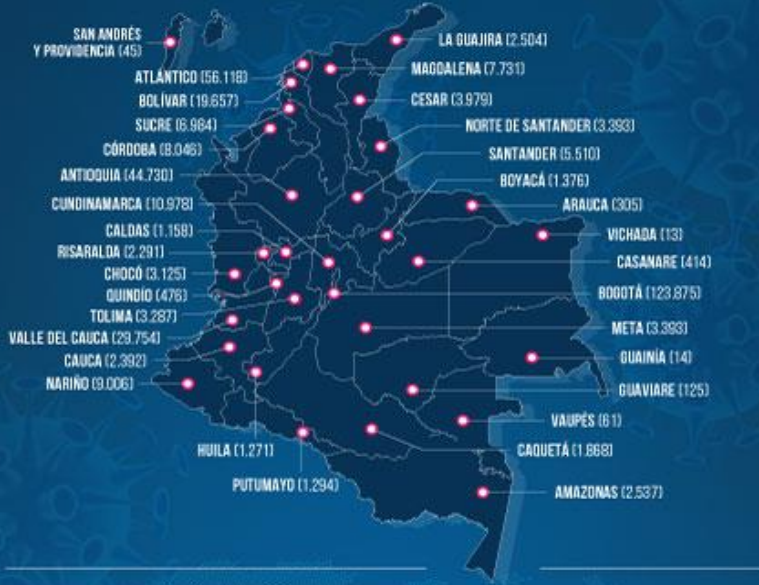 SAN ANDRÉS
Y PROVIDENCIA (45)
ATLÁNTICO (56.118)
BOLÍVAR (19.657)
SUCRE (6.984)
CÓRDOBA (8.046)
ANTIOQUIA (44.730)
CUNDINAMARCA (10.978)
CALDAS (1.158)
RISARALDA (2.291)
CHOCÓ (3.125)
QUINDÍO (476)
TOLIMA (3.287)
VALLE DEL CAUCA (29.754)
CAUCA (2.392)
NARIÑO (9.006)
HUILA (1.271)
PUTUMAYO (1.294)
LA GUAJIRA (2.504)
MAGDALENA (7.731)
CESAR (3.979)
NORTE DE SANTANDER (3.393)
SANTANDER (5.510)
BOYACÁ (1.376)
ARAUCA (305)
VICHADA (13)
CASANARE (414)
BOGOTÁ (123.875)
META (3.393)
GUAINÍA (14)
GUAVIARE (125)
VAUPÉS (61)
CAQUETÁ (1.868)
AMAZONAS (2.537)